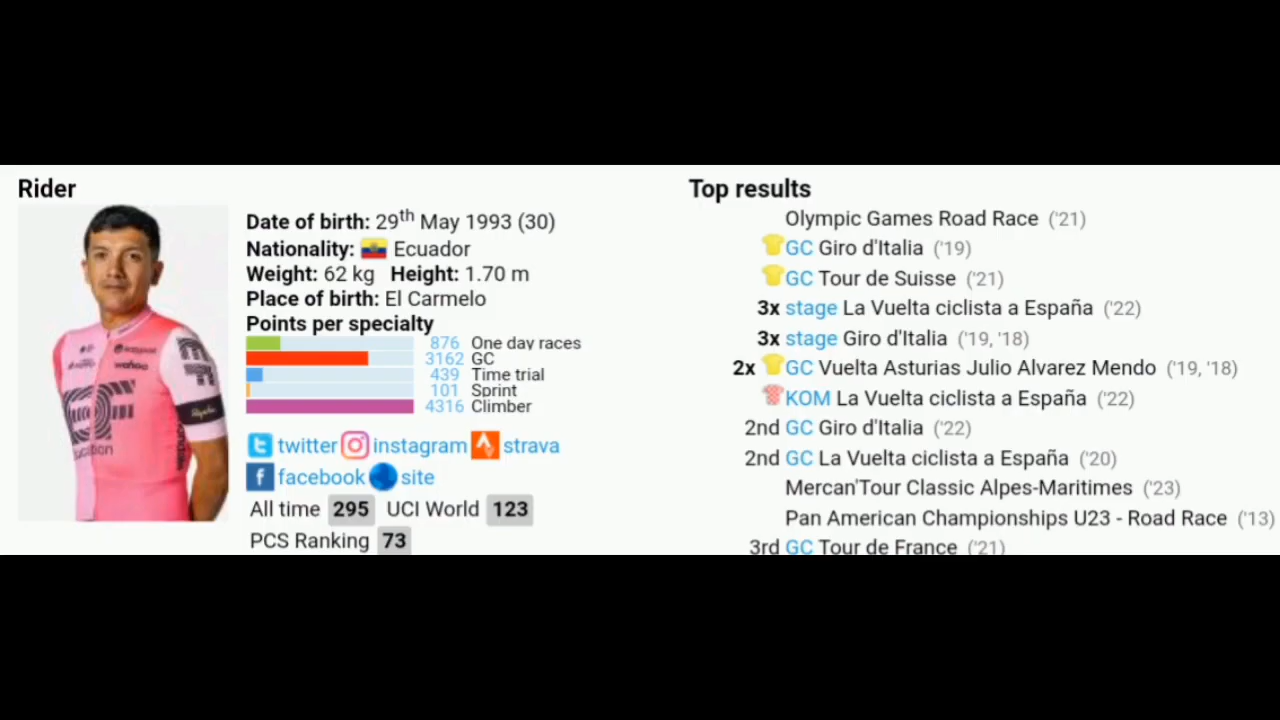 Rider
Date of birth: 29th May 1993 (30)
Nationality: Ecuador
Weight: 62 kg Height: 1.70 m
Place of birth: El Carmelo
Points per specialty
876 One day races
3162 GC
439 Time trial
101 Sprint
4316 Climber
twitter instagram strava
facebook site
All time 295 UCI World 123
PCS Ranking 73
Top results
Olympic Games Road Race ('21)
GC Giro d'Italia ('19)
GC Tour de Suisse ('21)
3x stage La Vuelta ciclista a España ('22)
3x stage Giro d'Italia ('19, '18)
2x GC Vuelta Asturias Julio Alvarez Mendo ('19, '18)
KOM La Vuelta ciclista a España ('22)
2nd GC Giro d'Italia ('22)
2nd GC La Vuelta ciclista a España ('20)
Mercan'Tour Classic Alpes-Maritimes ('23)
Pan American Championships U23 - Road Race ('13)
3rd GC Tour de France ('21)